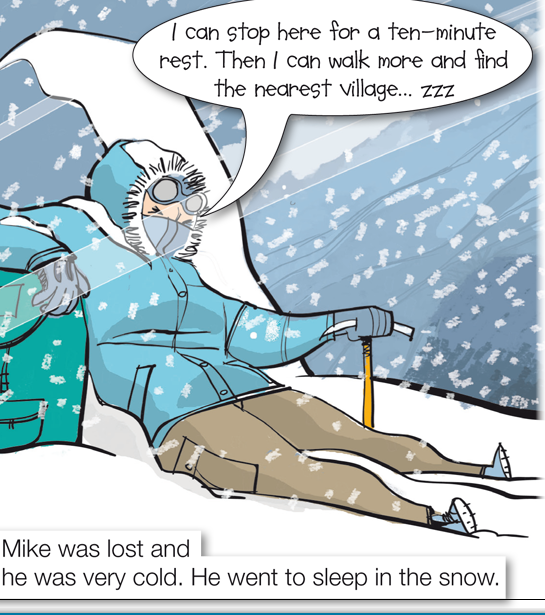 I can stop here for a ten-minute
rest. Then I can walk more and find
the nearest village... zzz
Mike was lost and
he was very cold. He went to sleep in the snow.